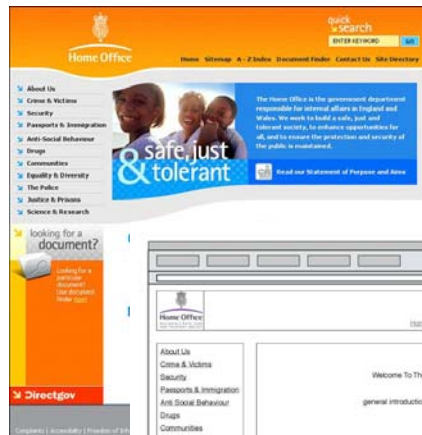 quick
search
ENTER KEYWORD
Home Office
Home Sitemap A - Z Index Document Finder Contact Us Site Directory
About Us
Crime & Victims
Security
Passports & Immigration
Anti-Social Behaviour
Drugs
Communities
Equality & Diversity
The Police
Justice & Prisons
Science & Research
The Home Office is the government department
responsible for internal affairs in England and
Wales. We work to build a safe, just and
tolerant society, to enhance opportunities for
all, and to ensure the protection and security of
the public is maintained.
safe, just
& tolerant
Read our Statement of Purpose and Aims
looking for a
document?
Looking for a
particular
document?
Use document
finder
Directgov
Complaints | Accessibility | Freedom of
Home Office
About Us
Crime & Victims
Security
Passports & Immigration
Anti Social Behaviour
Drugs
Communities
Welcome To Th
general introductio